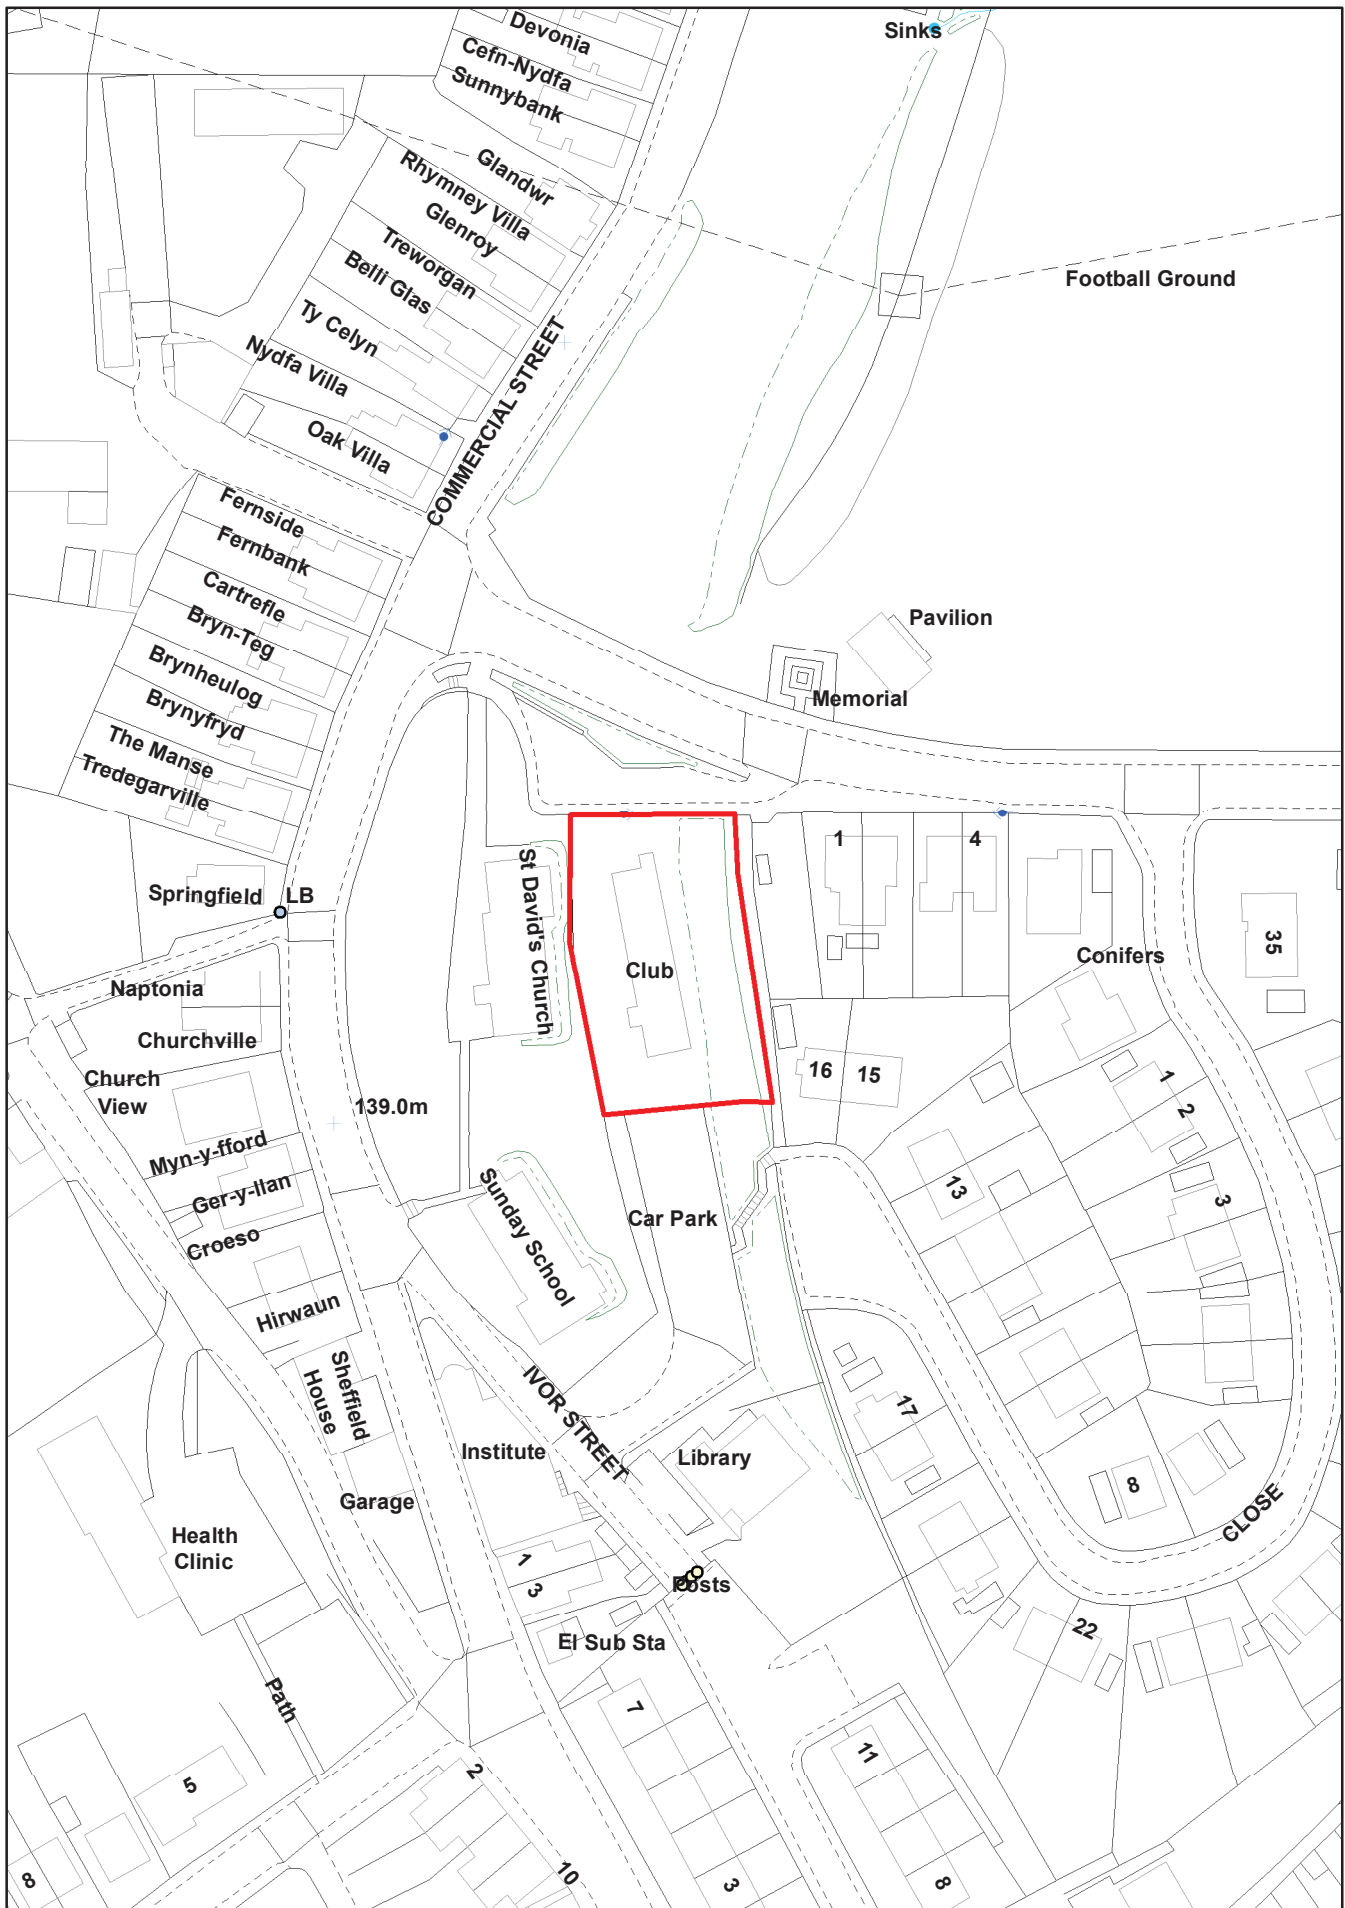 Devonia
Cefn-Nydfa
Sunnybank
Sinks
Glandwr
Rhymney Villa
Glenroy
Treworgan
Belli Glas
Ty Celyn
Nydfa Villa
Oak Villa
COMMERCIAL STREET
Football Ground
Fernside
Fernbank
Cartrefle
Bryn-Teg
Brynheulog
Brynyfryd
The Manse
Tredegarville
Pavilion
Memorial
Springfield
LB
St David's Church
Club
1
4
Conifers
35
Naptonia
Churchville
Church
View
139.0m
16
15
1
2
3
13
Myn-y-fford
Ger-y-llan
Croeso
Hirwaun
Sunday School
Car Park
Sheffield
House
IVOR STREET
Institute
Library
17
8
CLOSE
Garage
Health
Clinic
1
3
Posts
El Sub Sta
22
Path
7
11
5
2
10
3
8
8